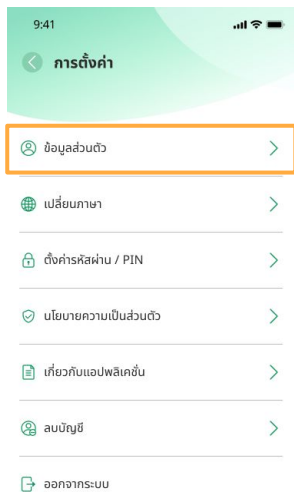 9:41
การตั้งค่า
ข้อมูลส่วนตัว
เปลี่ยนภาษา
ตั้งค่ารหัสผ่าน / PIN
นโยบายความเป็นส่วนตัว
เกี่ยวกับแอปพลิเคชั่น
ลบบัญชี
ออกจากระบบ